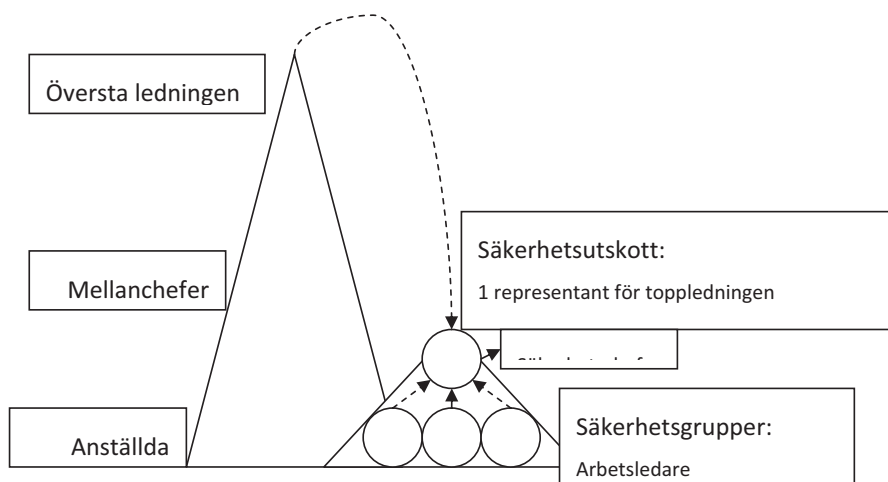 Översta ledningen
Säkerhetsutskott:
1 representant för toppledningen
Mellanchefer
Säkerhetsgrupper:
Arbetsledare
Anställda